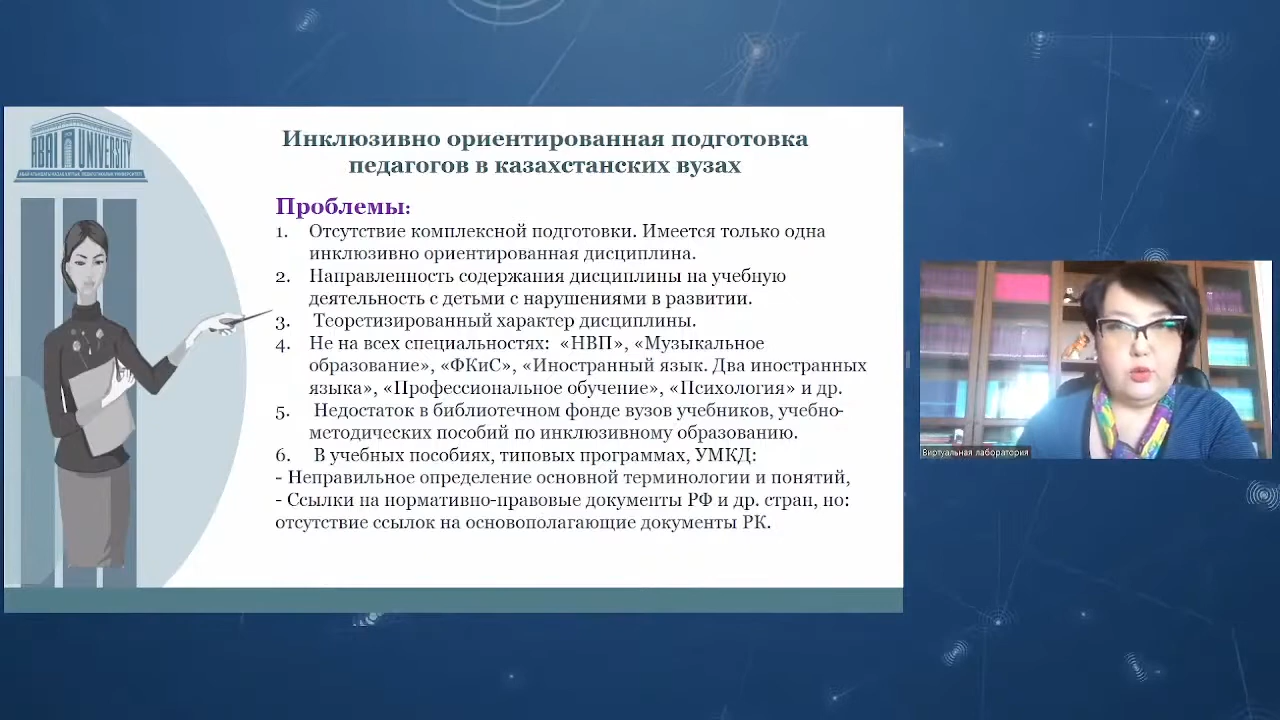 ABAI UNIVERSITY
Инклюзивно ориентированная подготовка
педагогов в казахстанских вузах
Проблемы:
1. Отсутствие комплексной подготовки. Имеется только одна
инклюзивно ориентированная дисциплина.
2. Направленность содержания дисциплины на учебную
деятельность с детьми с нарушениями в развитии.
3. Теоретизированный характер дисциплины.
4. Не на всех специальностях: «НВП», «Музыкальное
образование», «ФКиС», «Иностранный язык. Два иностранных
языка», «Профессиональное обучение», «Психология» и др.
5. Недостаток в библиотечном фонде вузов учебников, учебно-
методических пособий по инклюзивному образованию.
6. В учебных пособиях, типовых программах, УМКД:
- Неправильное определение основной терминологии и понятий,
- Ссылки на нормативно-правовые документы РФ и др. стран, но:
отсутствие ссылок на основополагающие документы РК.
Виртуальная лаборатория